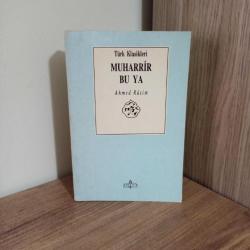 Türk Klasikleri
MUHARRİR
BU YA
Ahmed Râsim